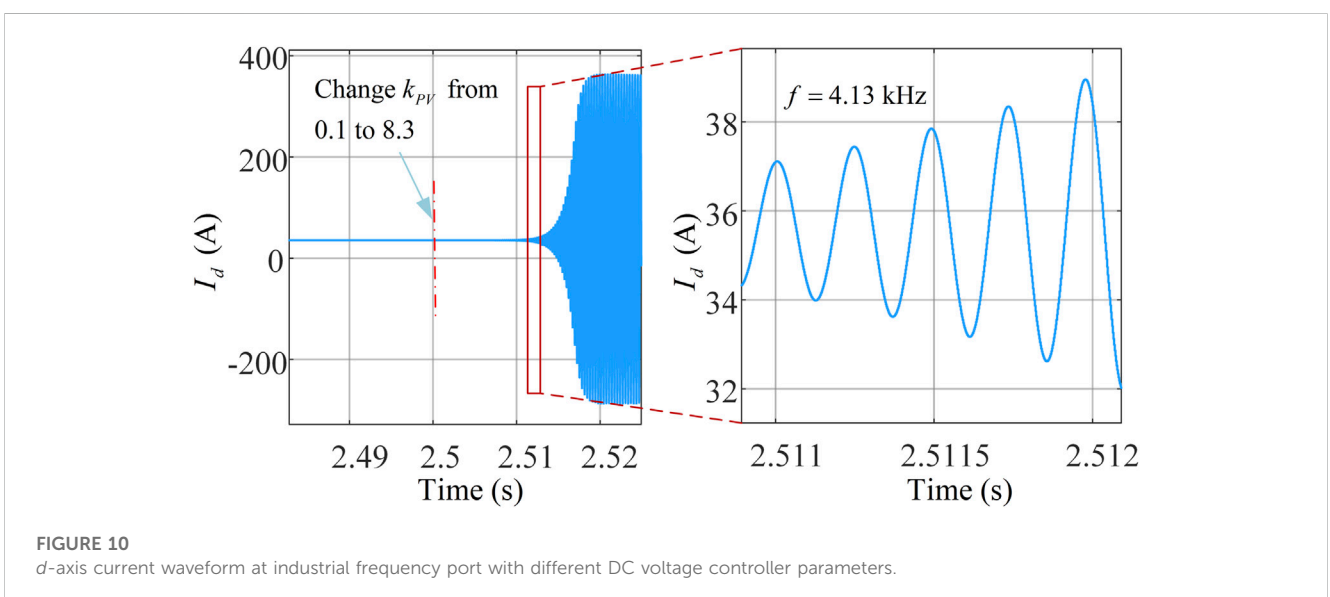 400
200
0
-200
I_d (A)
Change k_PV from
0.1 to 8.3
2.49 2.5 2.51 2.52
Time (s)
f = 4.13 kHz
38
36
34
32
I_d (A)
2.511 2.5115 2.512
Time (s)
FIGURE 10
d-axis current waveform at industrial frequency port with different DC voltage controller parameters.